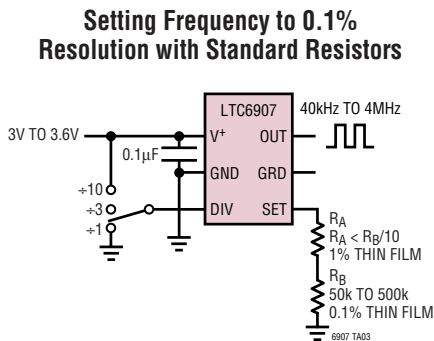 Setting Frequency to 0.1%
Resolution with Standard Resistors
LTC6907
40kHz TO 4MHz
3V TO 3.6V
V+
OUT
0.1µF
GND
GRD
÷10
÷3
÷1
DIV
SET
RA
RA < RB/10
1% THIN FILM
RB
50k TO 500k
0.1% THIN FILM
6907 TA03